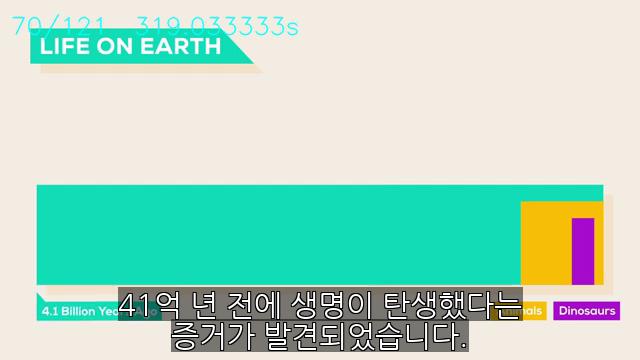 70/121 319.033333s
LIFE ON EARTH
4.1 Billion
Dinosaurs
41억 년 전에 생명이 탄생했다는
증거가 발견되었습니다.